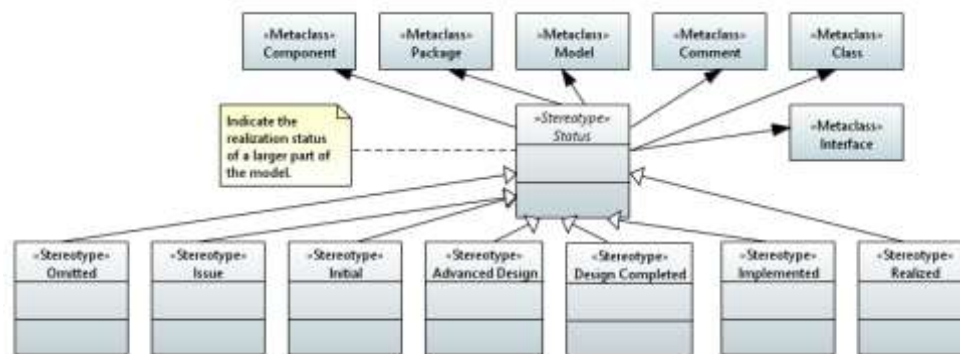 «Metaclass»
Component
«Metaclass»
Package
«Metaclass»
Model
«Metaclass»
Comment
«Metaclass»
Class
Indicate the
realization status
of a larger part of
the model.
«Stereotype»
Status
«Metaclass»
Interface
«Stereotype»
Omitted
«Stereotype»
Issue
«Stereotype»
Initial
«Stereotype»
Advanced Design
«Stereotype»
Design Completed
«Stereotype»
Implemented
«Stereotype»
Realized